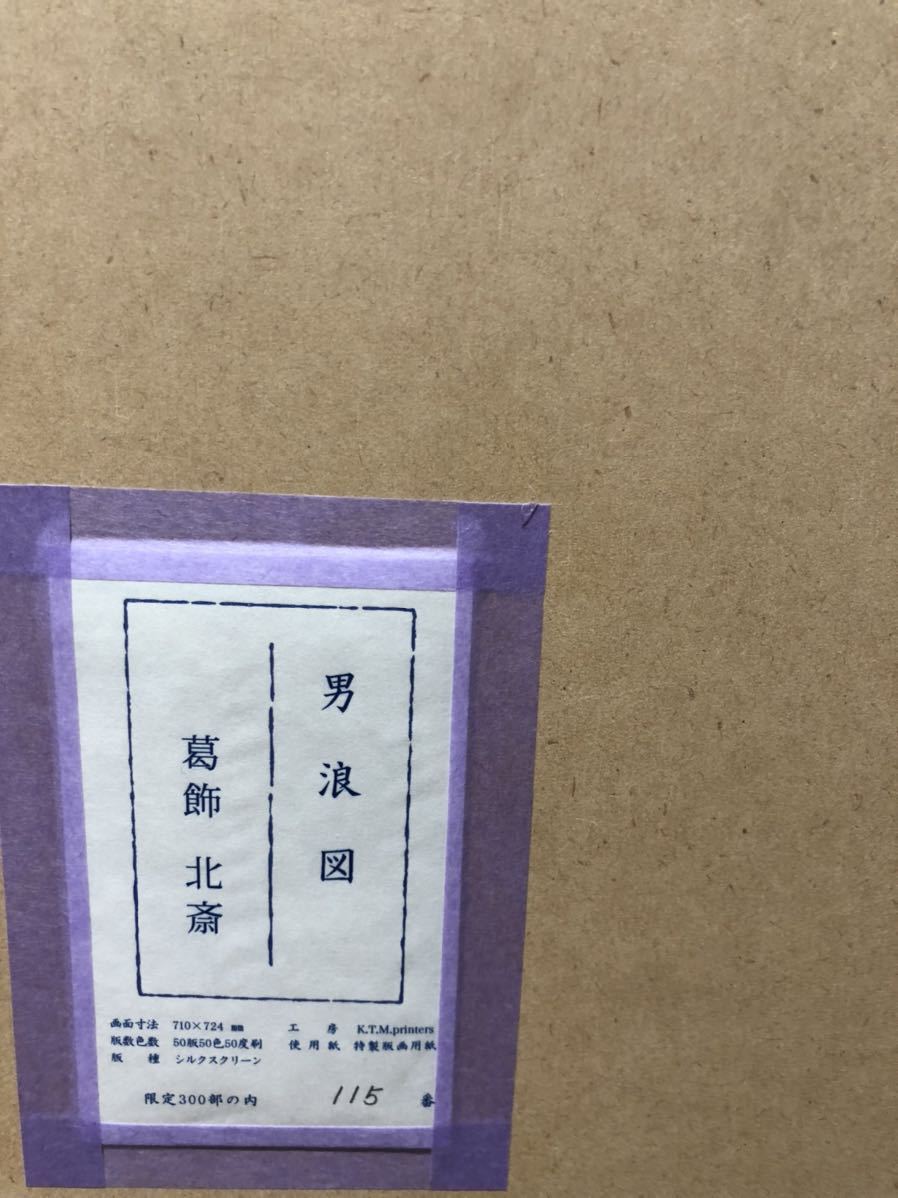 男浪図
葛飾 北斎
画面寸法 710×724 ㎜
版数色数 50版50色50度刷
版種 シルクスクリーン
工房 K.T.M.printers
使用紙 特製版画用紙
限定300部の内 115 番